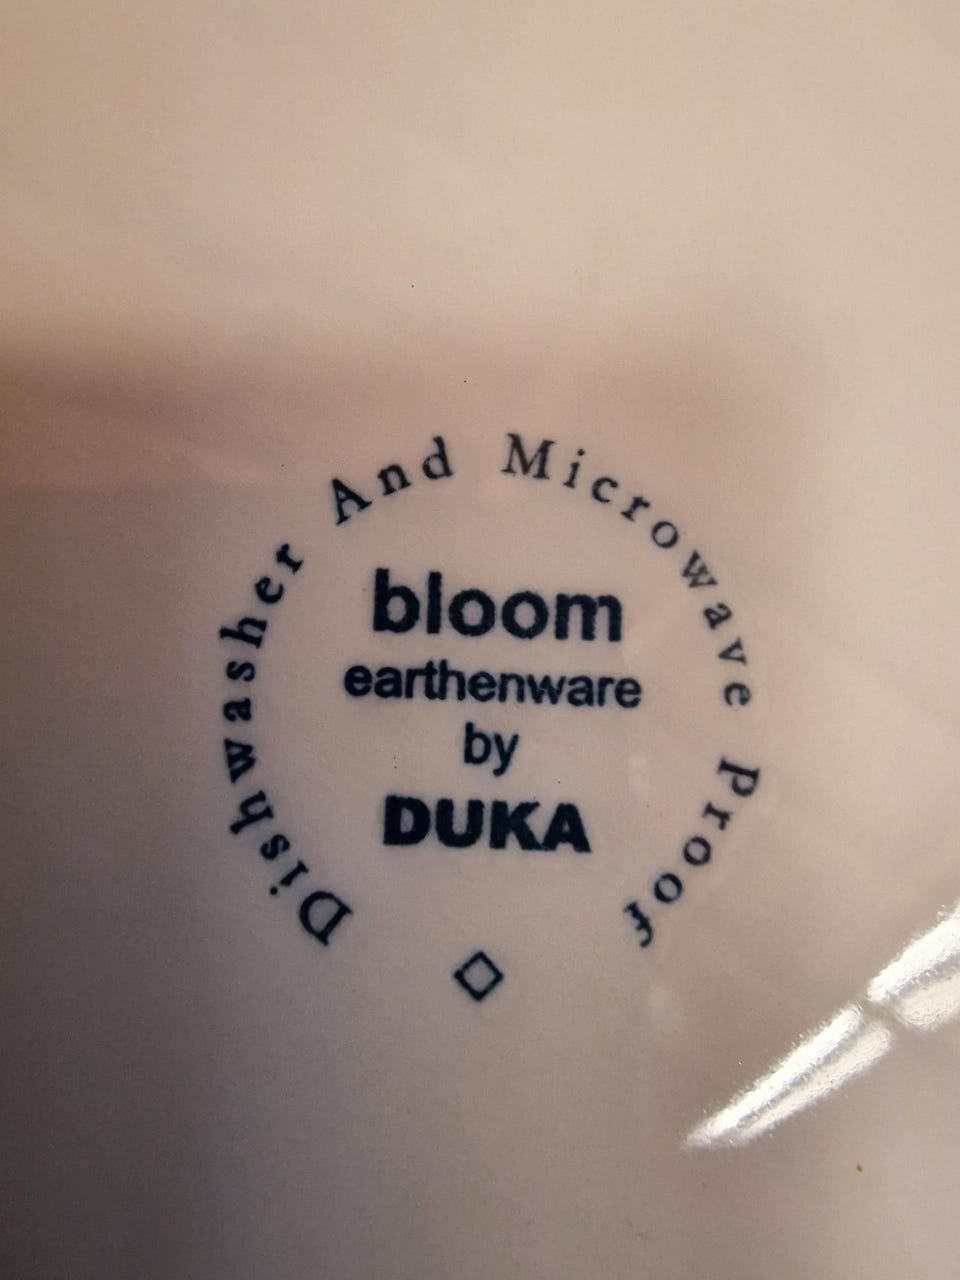 Dishwasher And Microwave Proof
bloom
earthenware
by
DUKA